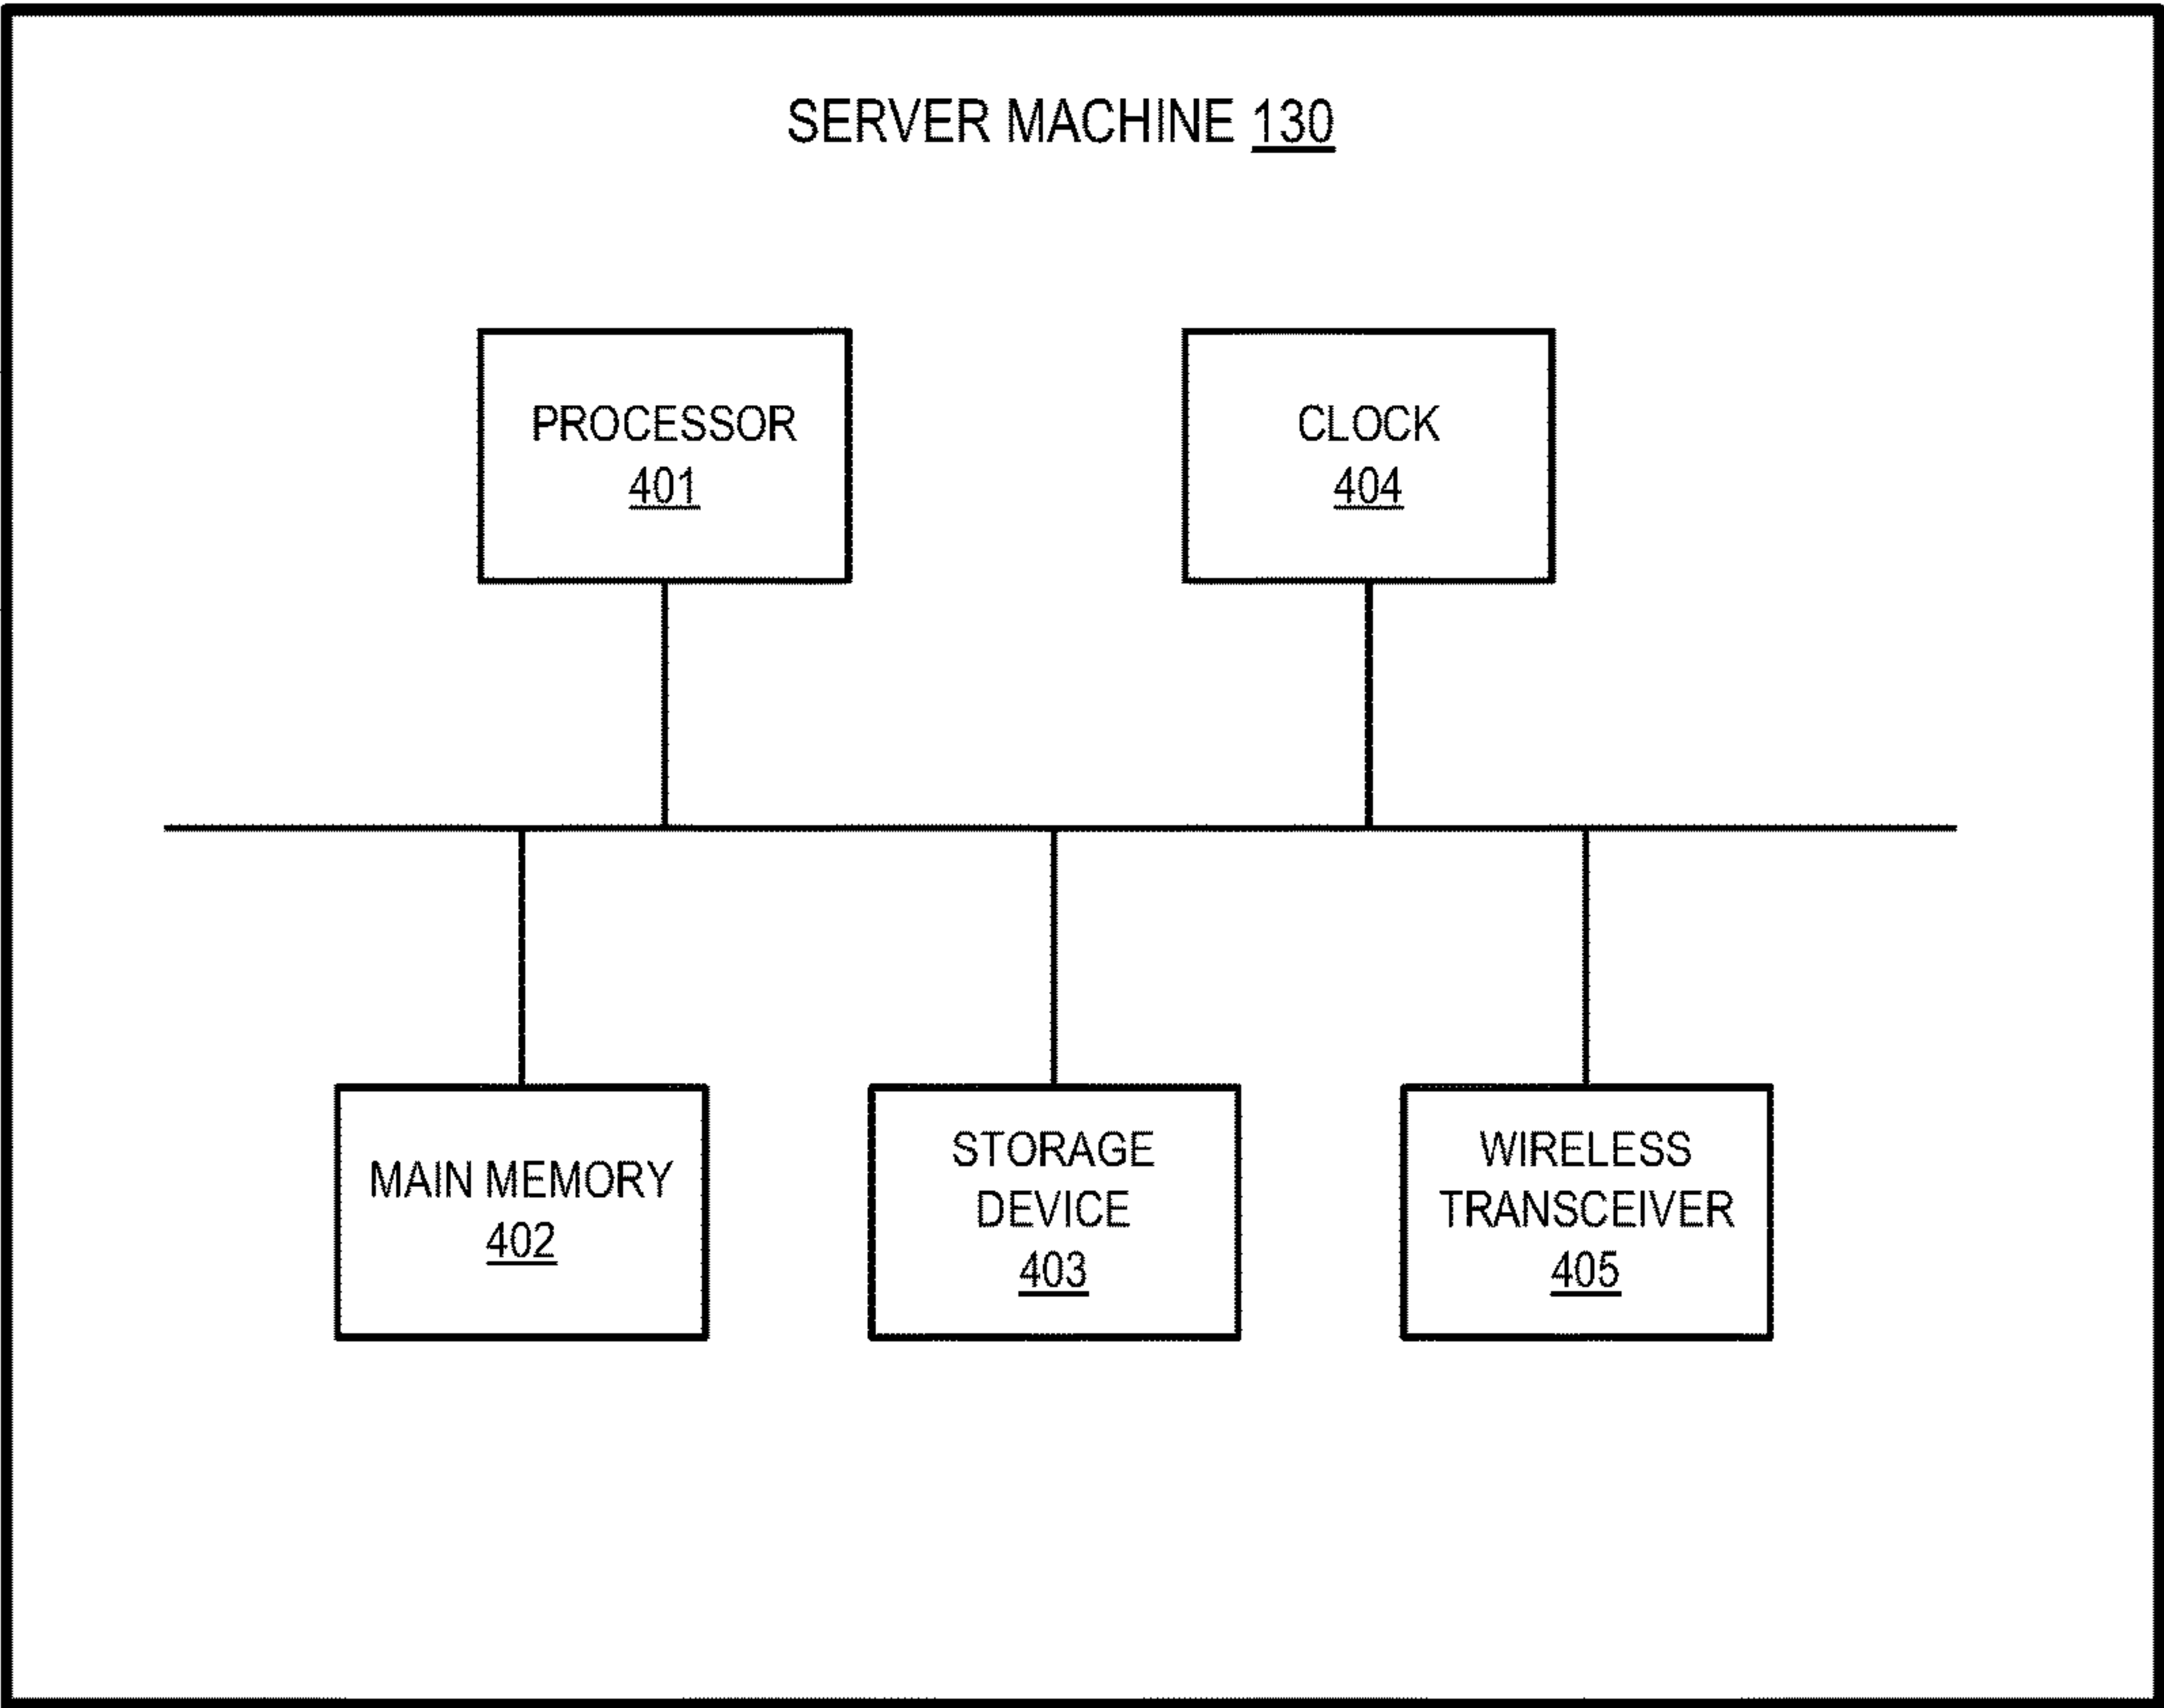 SERVER MACHINE 130
PROCESSOR
401
CLOCK
404
MAIN MEMORY
402
STORAGE
DEVICE
403
WIRELESS
TRANSCEIVER
405